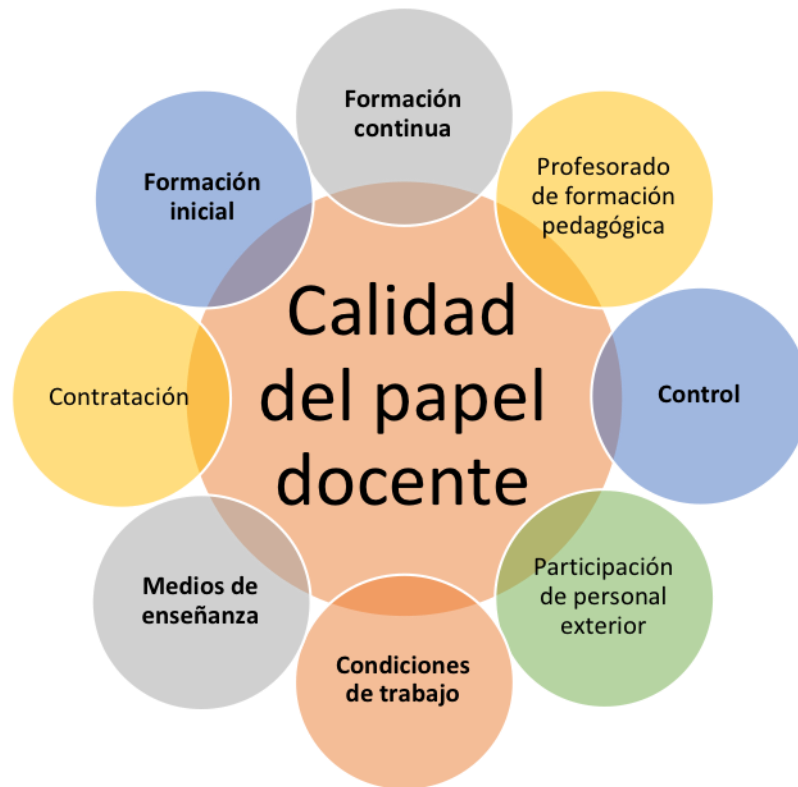 Formación
continua
Profesorado
de formación
pedagógica
Control
Participación
de personal
exterior
Condiciones
de trabajo
Medios de
enseñanza
Contratación
Formación
inicial
Calidad
del papel
docente